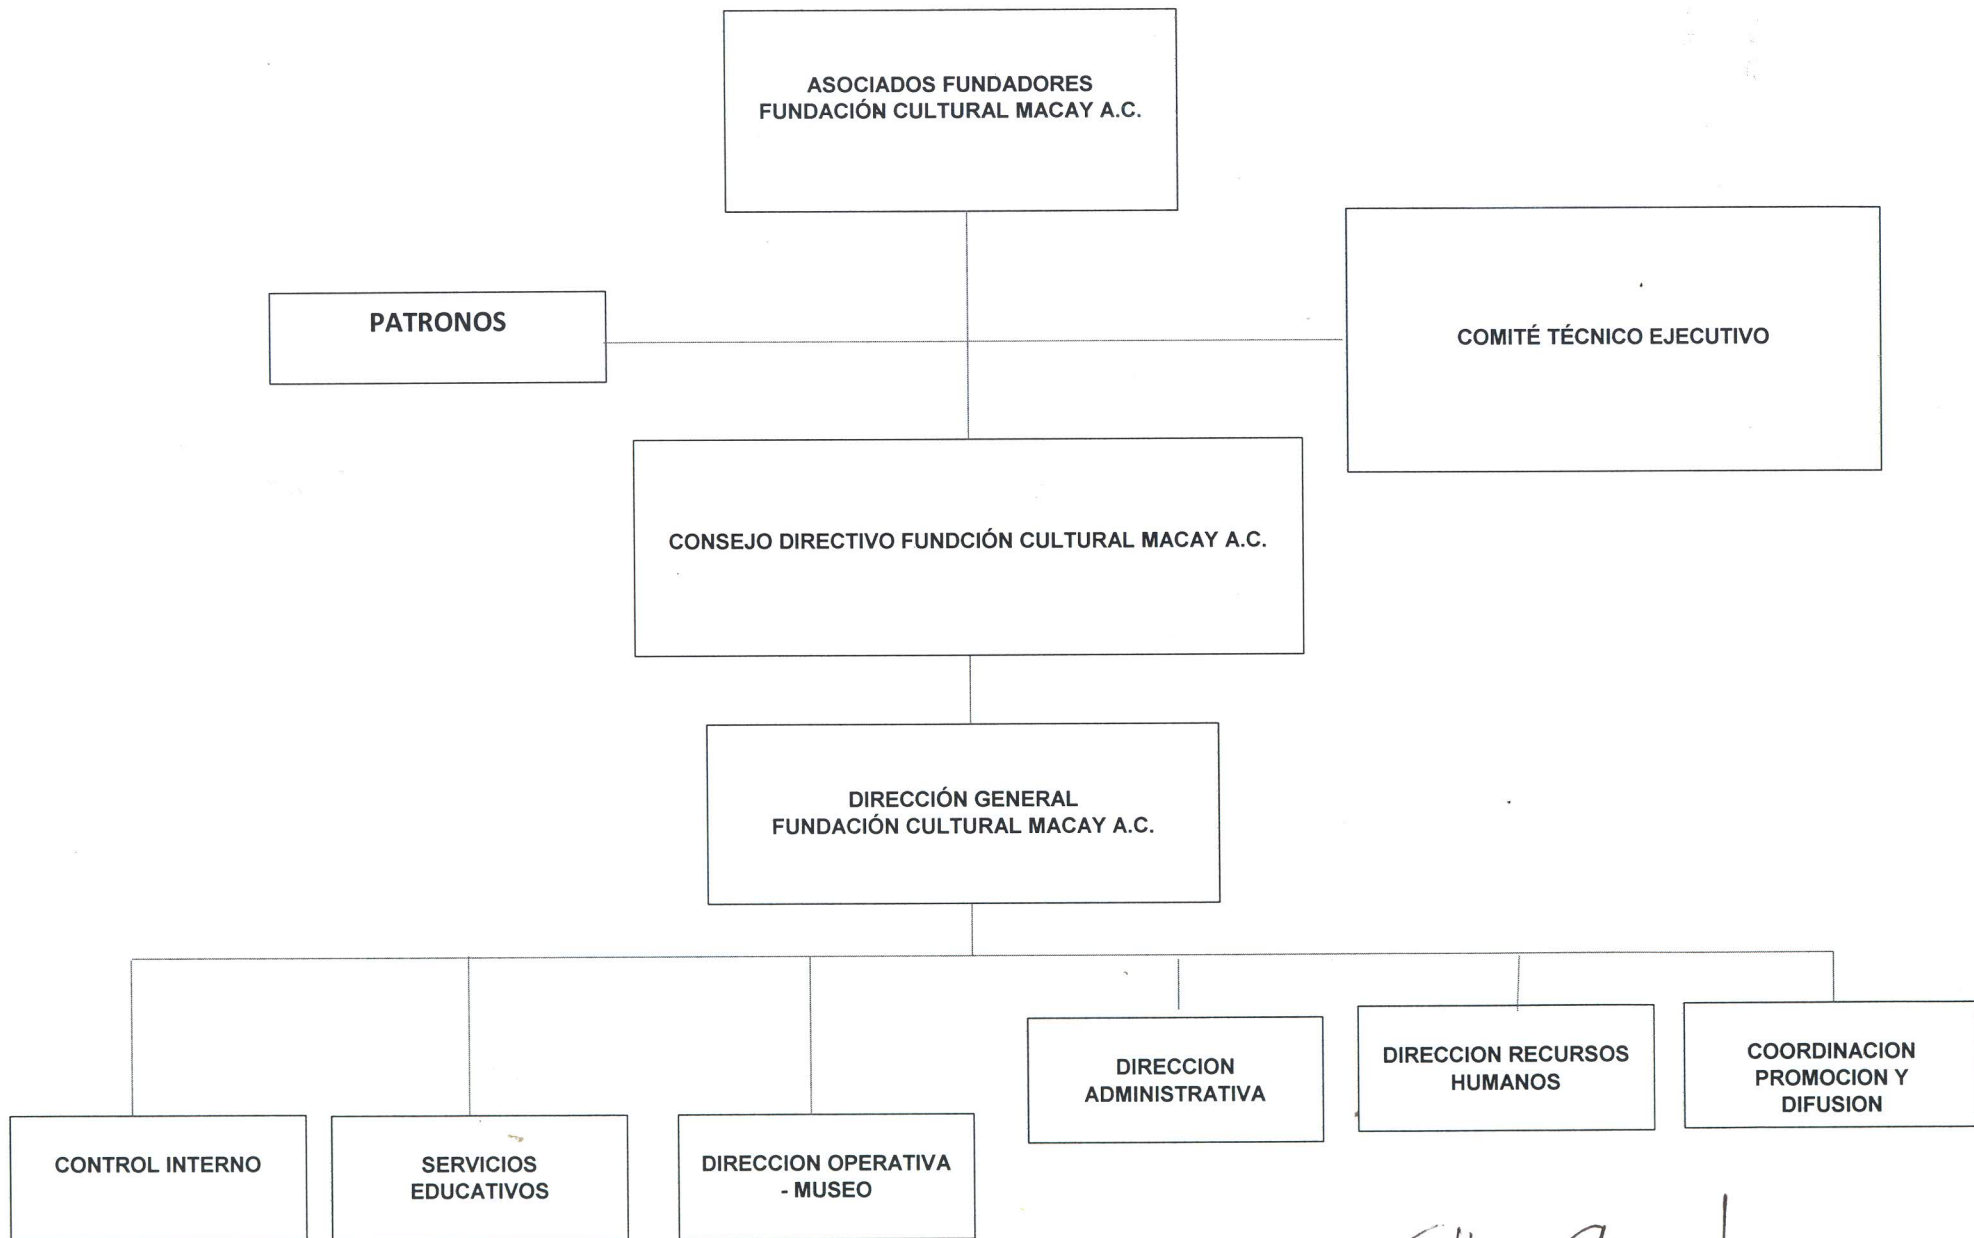 ASOCIADOS FUNDADORES
FUNDACIÓN CULTURAL MACAY A.C.
PATRONOS
COMITÉ TÉCNICO EJECUTIVO
CONSEJO DIRECTIVO FUNDCIÓN CULTURAL MACAY A.C.
DIRECCIÓN GENERAL
FUNDACIÓN CULTURAL MACAY A.C.
CONTROL INTERNO
SERVICIOS
EDUCATIVOS
DIRECCION OPERATIVA
- MUSEO
DIRECCION
ADMINISTRATIVA
DIRECCION RECURSOS
HUMANOS
COORDINACION
PROMOCION Y
DIFUSION